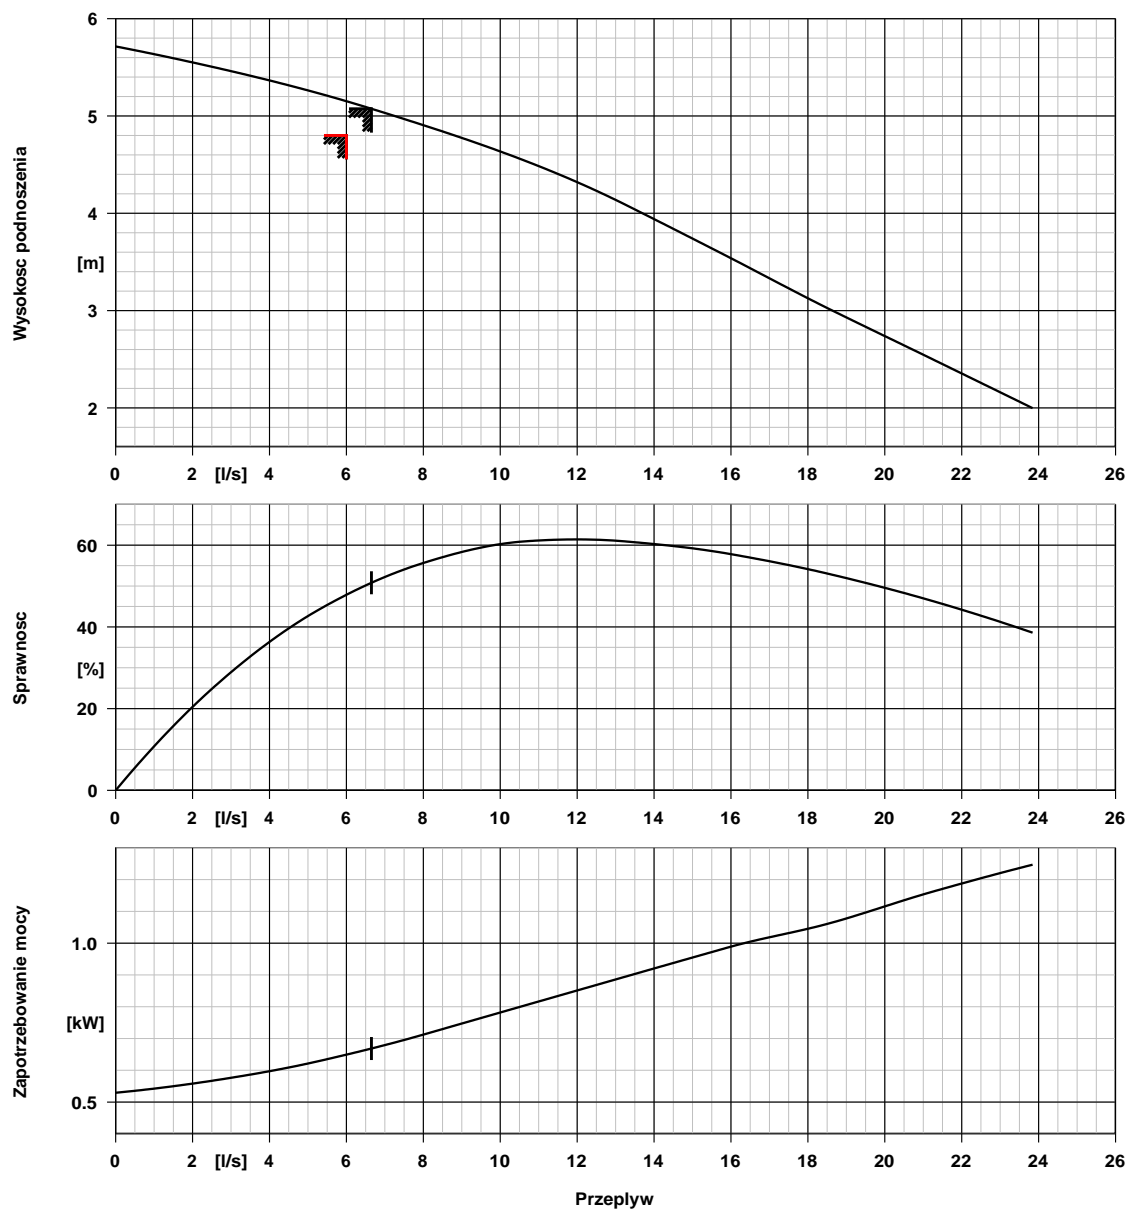 6
5
4
[m]
3
2
Wysokosc podnoszenia
0 2 [l/s] 4 6 8 10 12 14 16 18 20 22 24 26
60
40
[%]
20
0
Sprawnosc
0 2 [l/s] 4 6 8 10 12 14 16 18 20 22 24 26
1.0
[kW]
0.5
Zapotrzebowanie mocy
0 2 [l/s] 4 6 8 10 12 14 16 18 20 22 24 26
Przeplyw